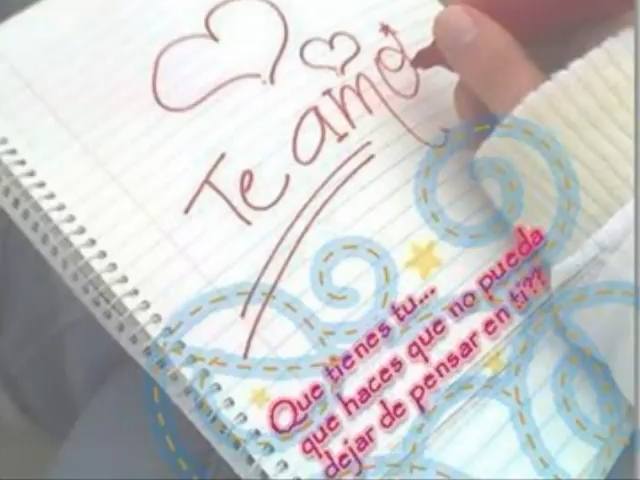 Te amo
Que tienes tu...
que haces que no pueda
dejar de pensar en ti??